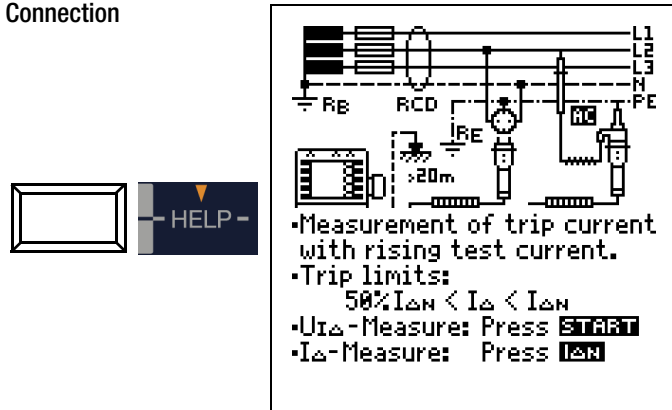 Connection
HELP
L1
L2
L3
N
PE
RB
RCD
RE
AC
>20m
•Measurement of trip current
with rising test current.
•Trip limits:
50%IΔN < IΔ < IΔN
•UIΔ-Measure: Press START
•IΔ-Measure: Press IΔN